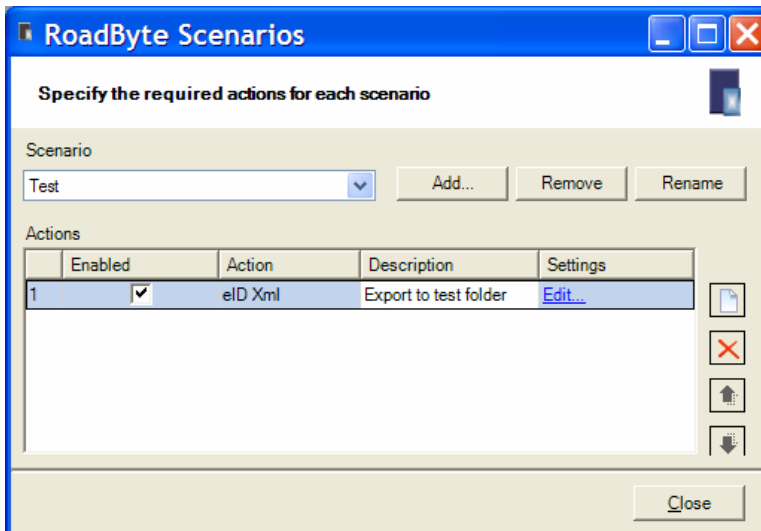 RoadByte Scenarios
Specify the required actions for each scenario
Scenario
Test Add... Remove Rename
Actions
Enabled Action Description Settings
1 eID Xml Export to test folder Edit...
Close